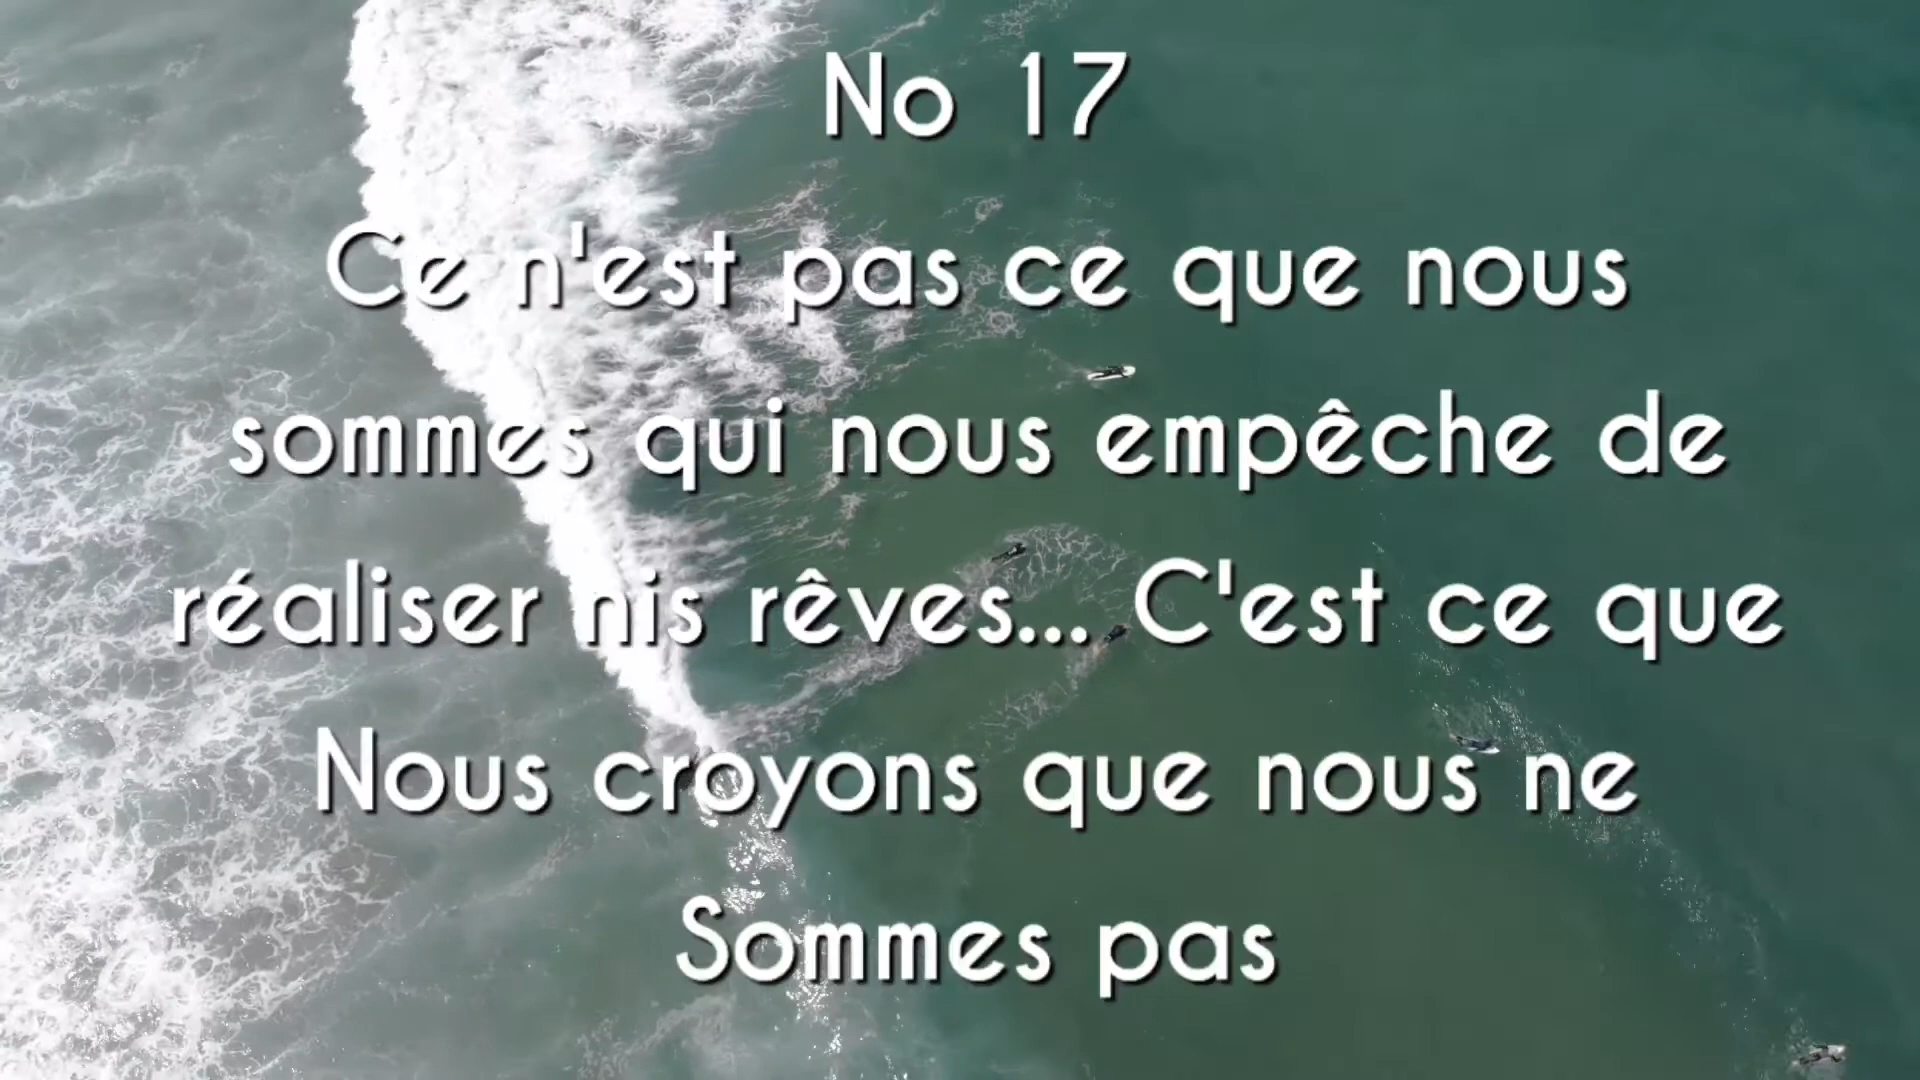 No 17
Ce n'est pas ce que nous
sommes qui nous empêche de
réaliser nis rêves... C'est ce que
Nous croyons que nous ne
Sommes pas